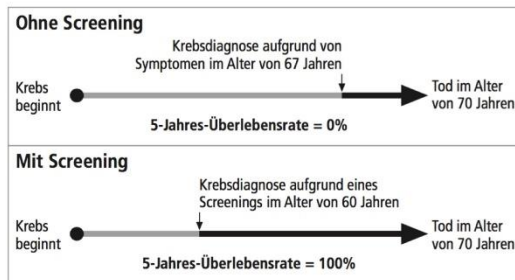 Ohne Screening
Krebsdiagnose aufgrund von
Symptomen im Alter von 67 Jahren
Krebs
beginnt
Tod im Alter
von 70 Jahren
5-Jahres-Überlebensrate = 0%
Mit Screening
Krebsdiagnose aufgrund eines
Screenings im Alter von 60 Jahren
Krebs
beginnt
Tod im Alter
von 70 Jahren
5-Jahres-Überlebensrate = 100%